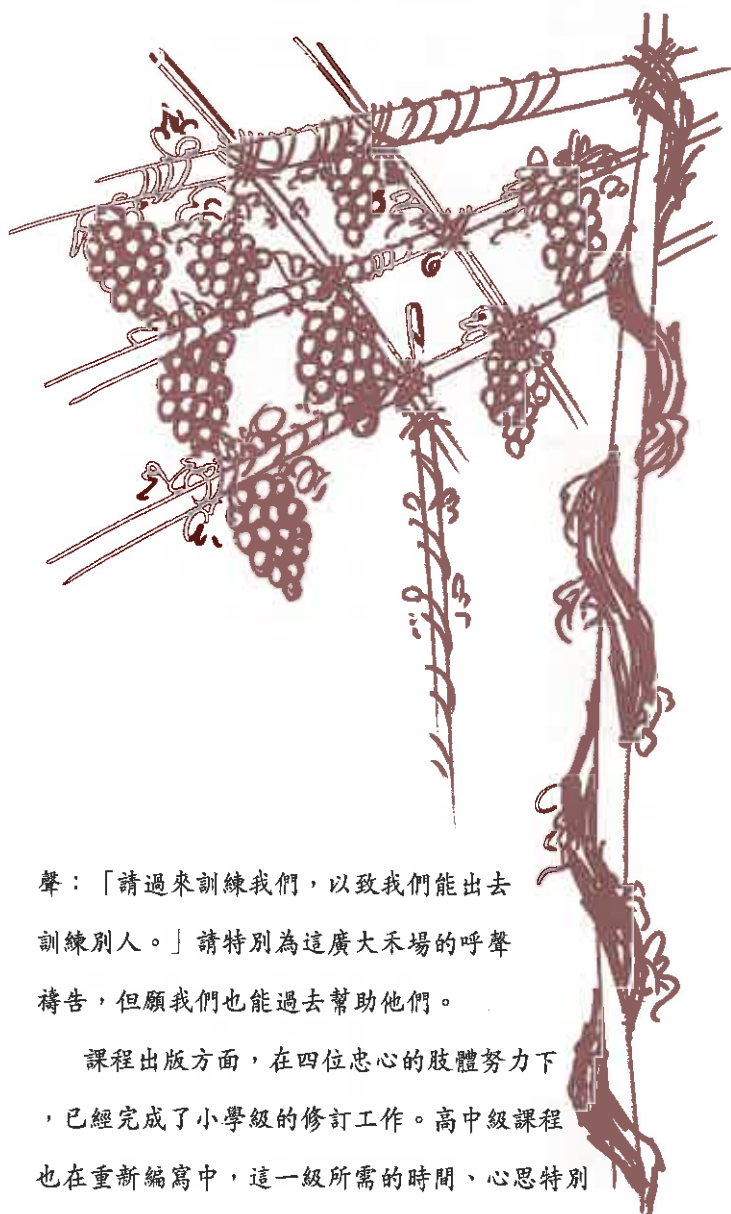 聲：「請過來訓練我們，以致我們能出去
訓練別人。」請特別為這廣大禾場的呼聲
禱告，但願我們也能過去幫助他們。
課程出版方面，在四位忠心的肢體努力下
，已經完成了小學級的修訂工作。高中級課程
也在重新編寫中，這一級所需的時間、心思特別